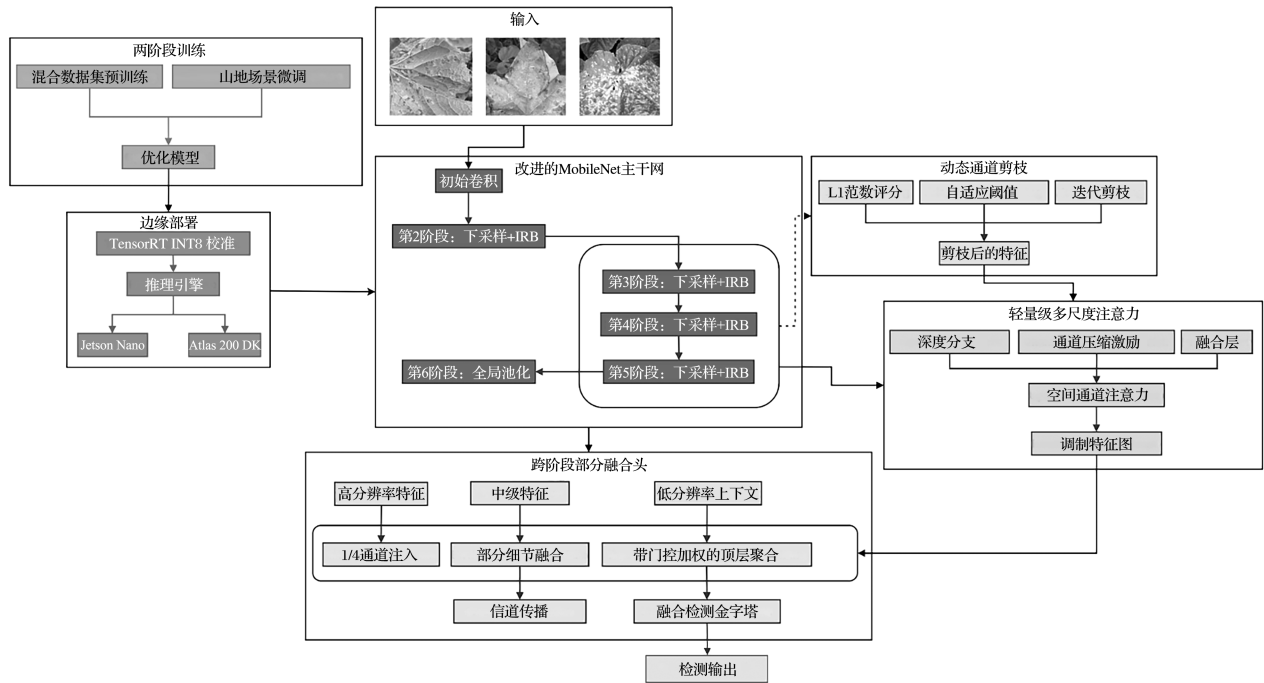 输入
两阶段训练
混合数据集预训练
山地场景微调
优化模型
边缘部署
TensorRT INT8 校准
推理引擎
Jetson Nano
Atlas 200 DK
改进的MobileNet主干网
初始卷积
第2阶段：下采样+IRB
第3阶段：下采样+IRB
第4阶段：下采样+IRB
第5阶段：下采样+IRB
第6阶段：全局池化
动态通道剪枝
L1范数评分
自适应阈值
迭代剪枝
剪枝后的特征
轻量级多尺度注意力
深度分支
通道压缩激励
融合层
空间通道注意力
调制特征图
跨阶段部分融合头
高分辨率特征
中级特征
低分辨率上下文
1/4通道注入
部分细节融合
带门控加权的顶层聚合
信道传播
融合检测金字塔
检测输出